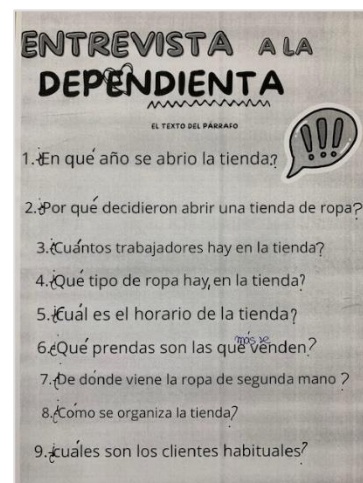 ENTREVISTA A LA
DEPENDIENTA
EL TEXTO DEL PÁRRAFO
!!!
1.¿En qué año se abrio la tienda?
2.¿Por qué decidieron abrir una tienda de ropa?
3.¿Cuántos trabajadores hay en la tienda?
4.¿Qué tipo de ropa hay en la tienda?
5.¿Cuál es el horario de la tienda?
6.¿Qué prendas son las que más se venden?
7.¿De dónde viene la ropa de segunda mano ?
8.¿Cómo se organiza la tienda?
9.¿cuáles son los clientes habituales?